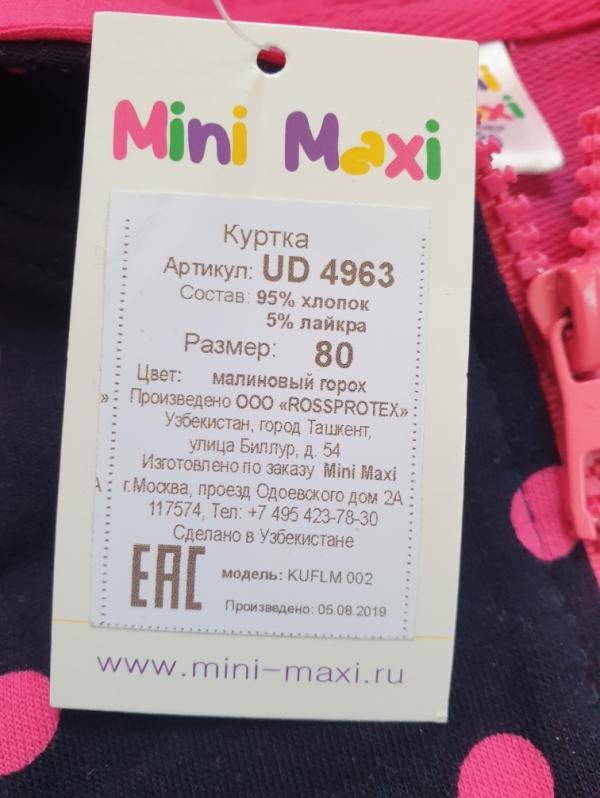 Mini Maxi
Куртка
Артикул: UD 4963
Состав: 95% хлопок
5% лайкра
Размер: 80
Цвет: малиновый горох
Произведено ООО «ROSSPROTEX»
Узбекистан, город Ташкент,
улица Биллур, д. 54
Изготовлено по заказу Mini Maxi
г.Москва, проезд Одоевского дом 2А
117574, Тел: +7 495 423-78-30
Сделано в Узбекистане
EAC
модель: KUFLM 002
Произведено: 05.08.2019
www.mini-maxi.ru